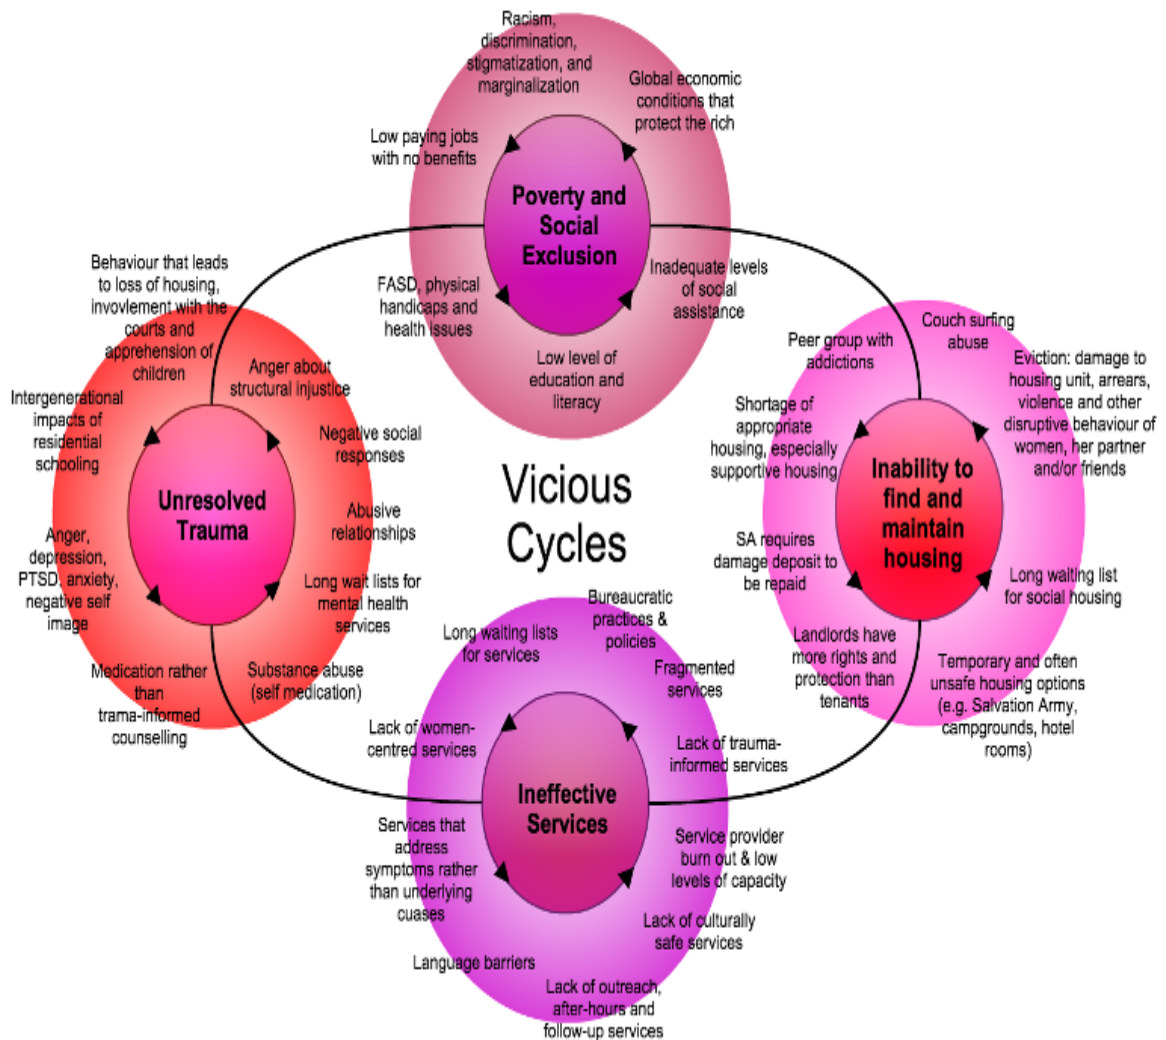 Racism,
discrimination,
stigmatization, and
marginalization
Global economic
conditions that
protect the rich
Low paying jobs
with no benefits
Poverty and
Social
Exclusion
FASD, physical
handicaps and
health issues
Inadequate levels
of social
assistance
Low level of
education and
literacy
Behaviour that leads
to loss of housing,
invovlement with the
courts and
apprehension of
children
Anger about
structural injustice
Intergenerational
impacts of
residential
schooling
Negative social
responses
Unresolved
Trauma
Abusive
relationships
Anger,
depression,
PTSD, anxiety,
negative self
image
Long wait lists for
mental health
services
Medication rather
than
trama-informed
counselling
Substance abuse
(self medication)
Vicious
Cycles
Couch surfing
abuse
Peer group with
addictions
Eviction: damage to
housing unit, arrears,
violence and other
disruptive behaviour of
women, her partner
and/or friends
Shortage of
appropriate
housing, especially
supportive housing
Inability to
find and
maintain
housing
SA requires
damage deposit to
be repaid
Long waiting list
for social housing
Landlords have
more rights and
protection than
tenants
Temporary and often
unsafe housing options
(e.g. Salvation Army,
campgrounds, hotel
rooms)
Bureaucratic
practices &
policies
Long waiting lists
for services
Fragmented
services
Lack of women-
centred services
Lack of trauma-
informed services
Ineffective
Services
Services that
address
symptoms rather
than underlying
cuases
Service provider
burn out & low
levels of capacity
Lack of culturally
safe services
Language barriers
Lack of outreach,
after-hours and
follow-up services